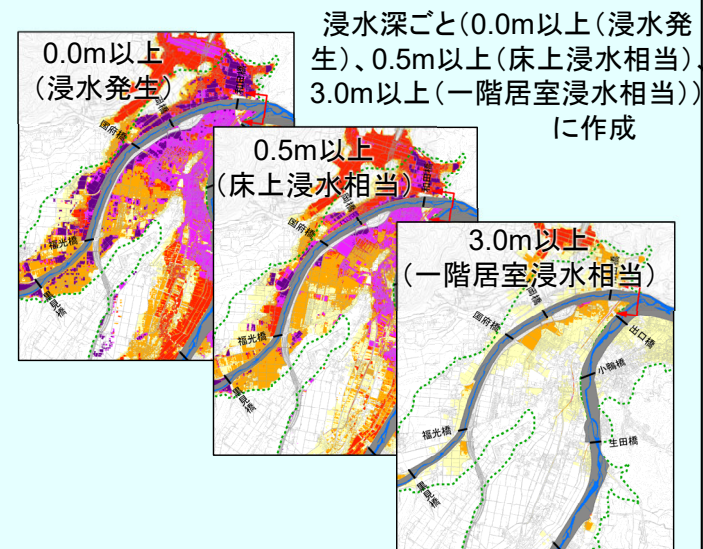 浸水深ごと(0.0m以上(浸水発
生)、0.5m以上(床上浸水相当)、
3.0m以上(一階居室浸水相当))
に作成
0.0m以上
(浸水発生)
国府橋
福光橋
0.5m以上
(床上浸水相当)
国府橋
福光橋
3.0m以上
(一階居室浸水相当)
国府橋
出口橋
小鴨橋
福光橋
生田橋